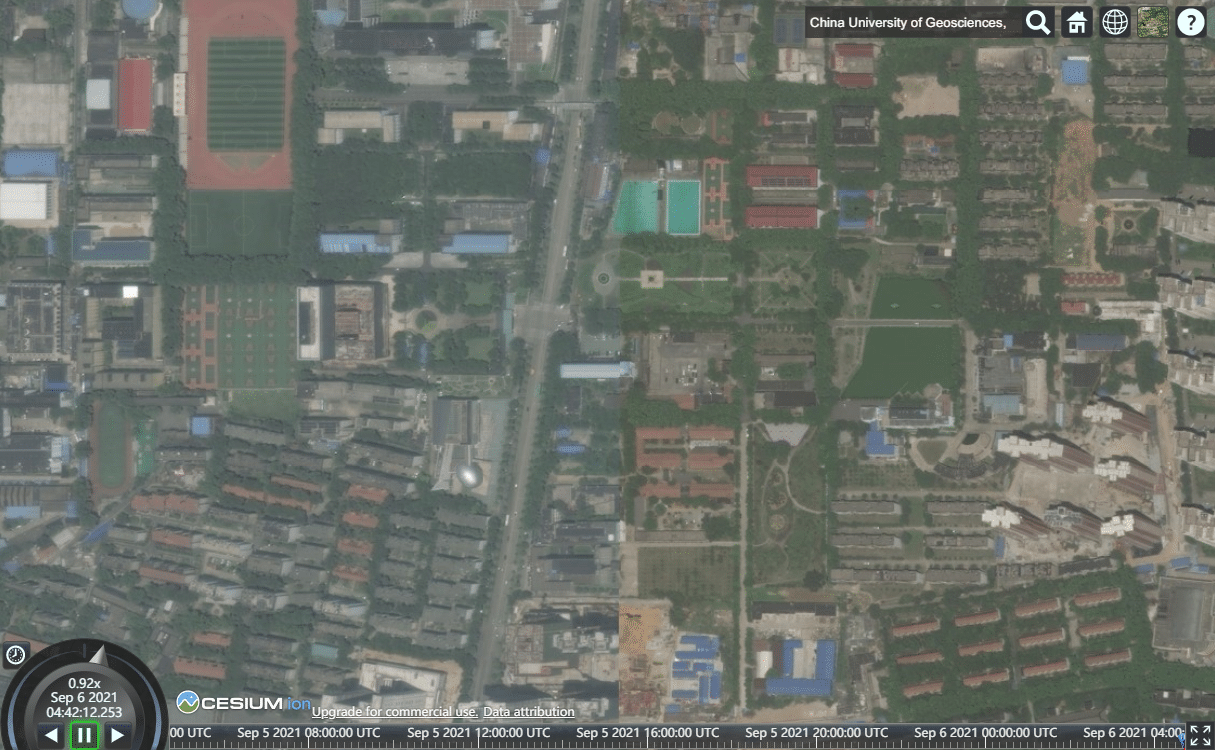 China University of Geosciences,
0.92x
Sep 6 2021
04:42:12.253
CESIUM ion
Upgrade for commercial use. Data attribution
00 UTC Sep 5 2021 08:00:00 UTC Sep 5 2021 12:00:00 UTC Sep 5 2021 16:00:00 UTC Sep 5 2021 20:00:00 UTC Sep 6 2021 00:00:00 UTC Sep 6 2021 04:00: